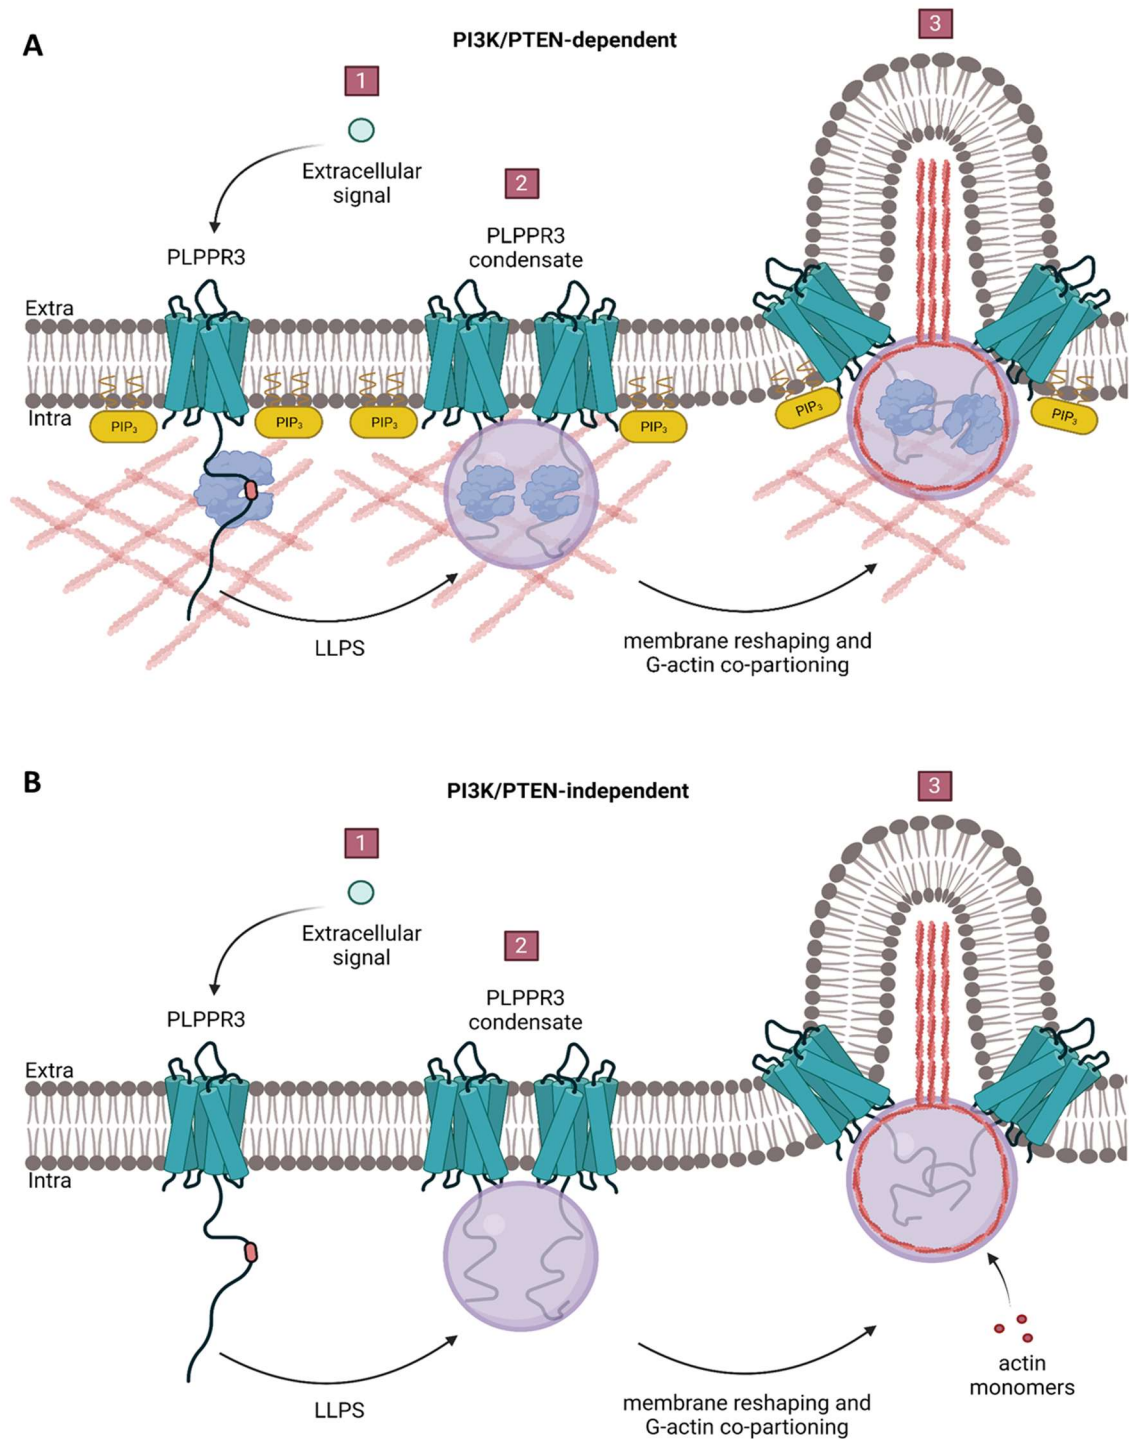 A
PI3K/PTEN-dependent
3
1
Extracellular
signal
2
PLPPR3
PLPPR3
condensate
Extra
Intra
PIP3
PIP3
PIP3
PIP3
PIP3
PIP3
LLPS
membrane reshaping and
G-actin co-partioning
B
PI3K/PTEN-independent
3
1
Extracellular
signal
2
PLPPR3
PLPPR3
condensate
Extra
Intra
LLPS
membrane reshaping and
G-actin co-partioning
actin
monomers